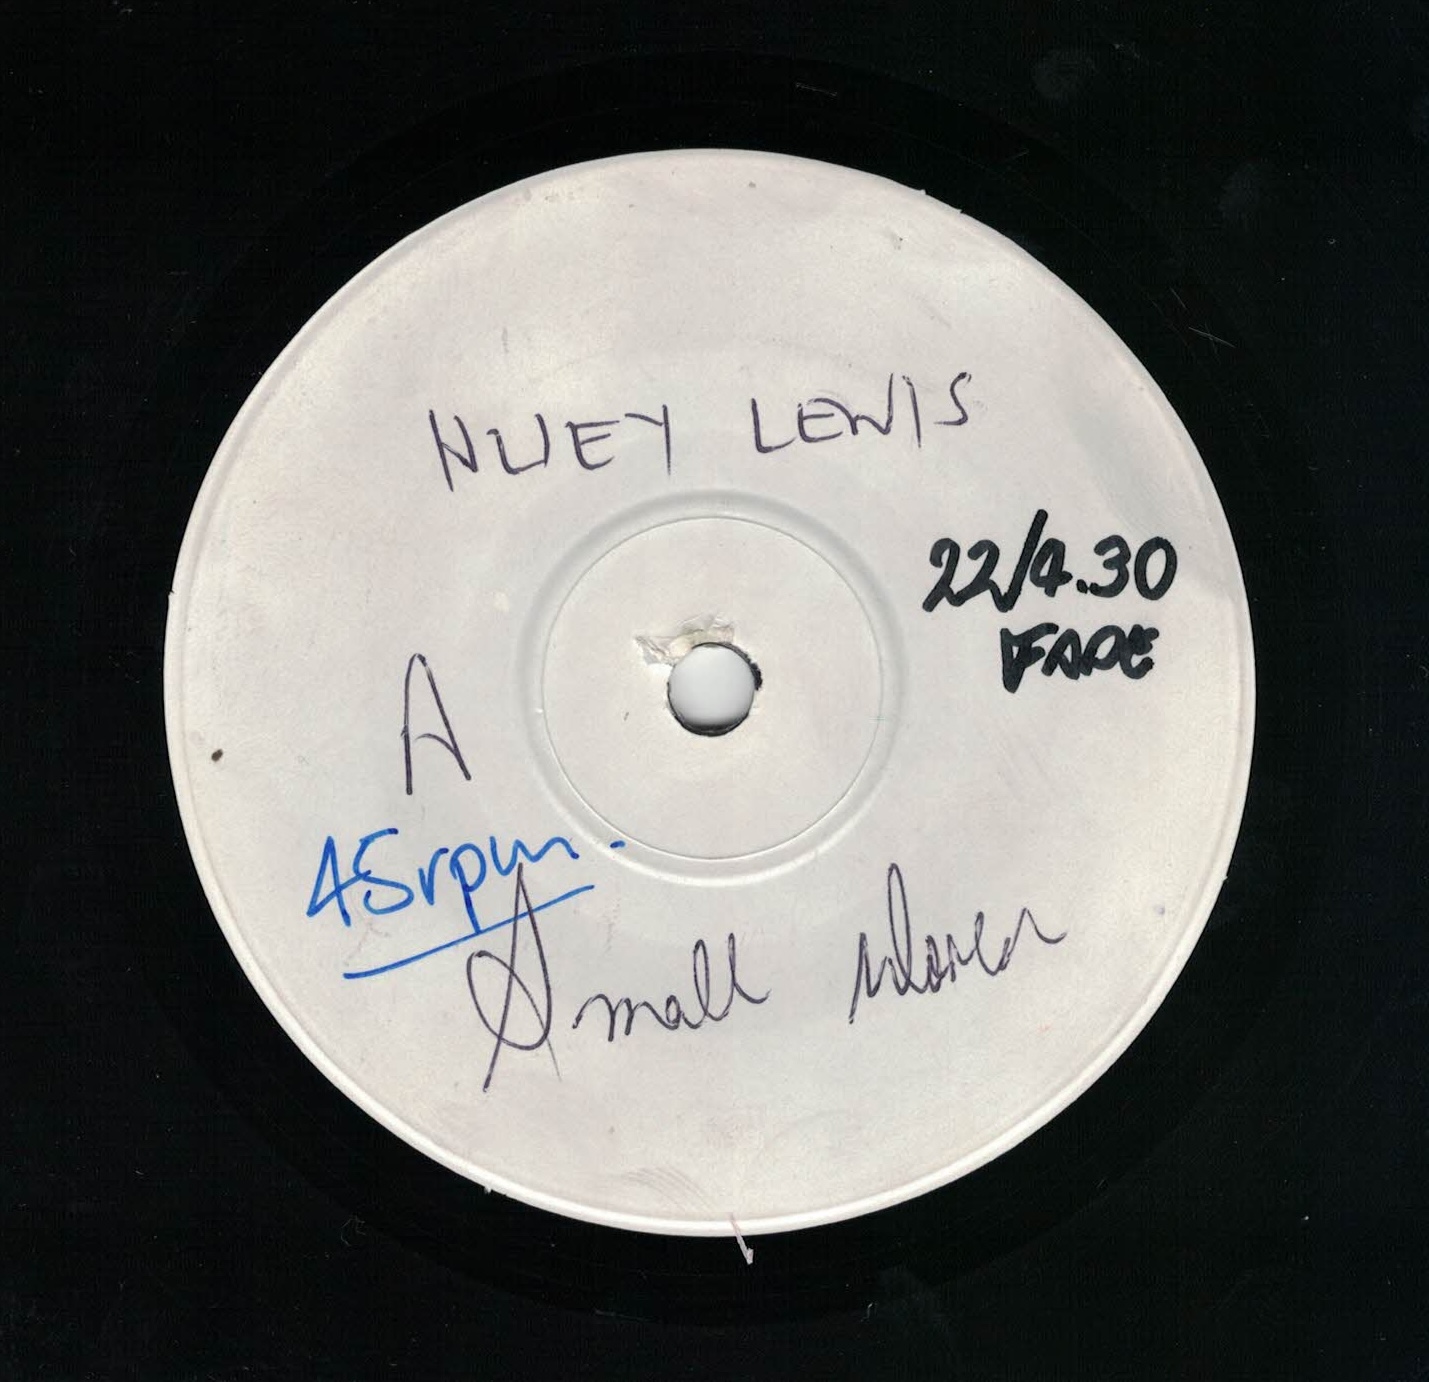 HUEY LEWIS
22/4.30
FADE
A
45rpm.
Small World